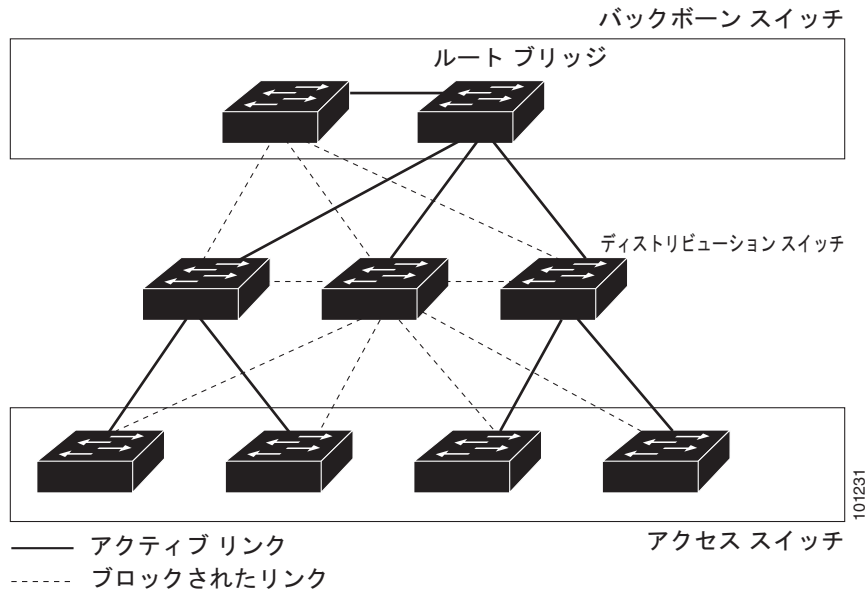 バックボーン スイッチ
ルート ブリッジ
ディストリビューション スイッチ
101231
アクセス スイッチ
アクティブ リンク
ブロックされたリンク